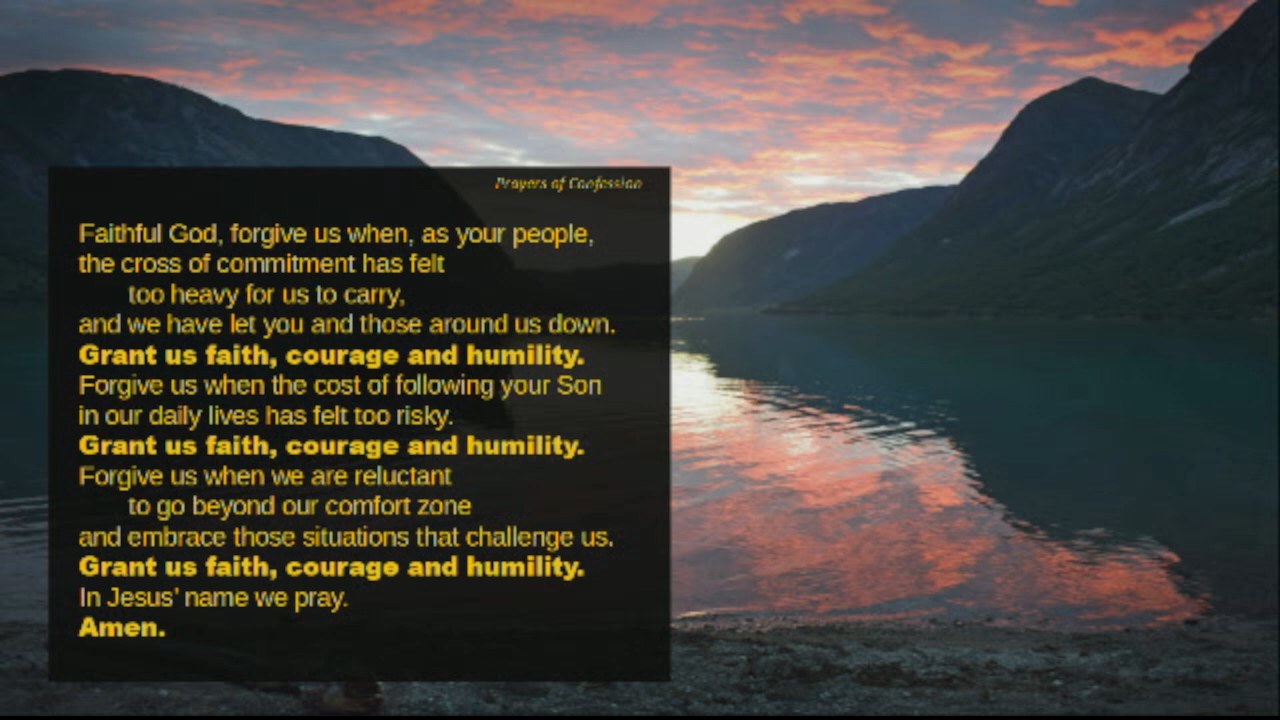 Prayers of Confession
Faithful God, forgive us when, as your people,
the cross of commitment has felt
too heavy for us to carry,
and we have let you and those around us down.
Grant us faith, courage and humility.
Forgive us when the cost of following your Son
in our daily lives has felt too risky.
Grant us faith, courage and humility.
Forgive us when we are reluctant
to go beyond our comfort zone
and embrace those situations that challenge us.
Grant us faith, courage and humility.
In Jesus' name we pray.
Amen.